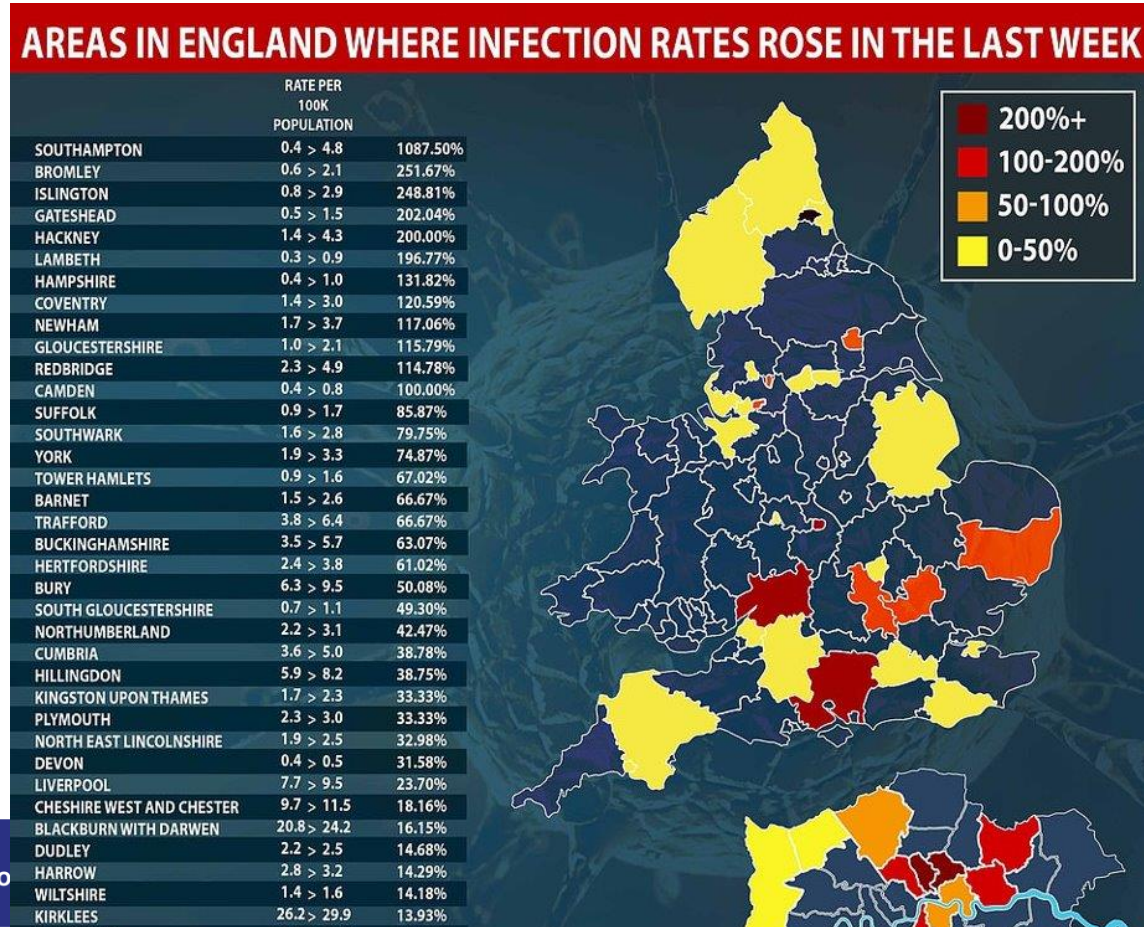 AREAS IN ENGLAND WHERE INFECTION RATES ROSE IN THE LAST WEEK
RATE PER
100K
POPULATION
SOUTHAMPTON 0.4 > 4.8 1087.50%
BROMLEY 0.6 > 2.1 251.67%
ISLINGTON 0.8 > 2.9 248.81%
GATESHEAD 0.5 > 1.5 202.04%
HACKNEY 1.4 > 4.3 200.00%
LAMBETH 0.3 > 0.9 196.77%
HAMPSHIRE 0.4 > 1.0 131.82%
COVENTRY 1.4 > 3.0 120.59%
NEWHAM 1.7 > 3.7 117.06%
GLOUCESTERSHIRE 1.0 > 2.1 115.79%
REDBRIDGE 2.3 > 4.9 114.78%
CAMDEN 0.4 > 0.8 100.00%
SUFFOLK 0.9 > 1.7 85.87%
SOUTHWARK 1.6 > 2.8 79.75%
YORK 1.9 > 3.3 74.87%
TOWER HAMLETS 0.9 > 1.6 67.02%
BARNET 1.5 > 2.6 66.67%
TRAFFORD 3.8 > 6.4 66.67%
BUCKINGHAMSHIRE 3.5 > 5.7 63.07%
HERTFORDSHIRE 2.4 > 3.8 61.02%
BURY 6.3 > 9.5 50.08%
SOUTH GLOUCESTERSHIRE 0.7 > 1.1 49.30%
NORTHUMBERLAND 2.2 > 3.1 42.47%
CUMBRIA 3.6 > 5.0 38.78%
HILLINGDON 5.9 > 8.2 38.75%
KINGSTON UPON THAMES 1.7 > 2.3 33.33%
PLYMOUTH 2.3 > 3.0 33.33%
NORTH EAST LINCOLNSHIRE 1.9 > 2.5 32.98%
DEVON 0.4 > 0.5 31.58%
LIVERPOOL 7.7 > 9.5 23.70%
CHESHIRE WEST AND CHESTER 9.7 > 11.5 18.16%
BLACKBURN WITH DARWEN 20.8 > 24.2 16.15%
DUDLEY 2.2 > 2.5 14.68%
HARROW 2.8 > 3.2 14.29%
WILTSHIRE 1.4 > 1.6 14.18%
KIRKLEES 26.2 > 29.9 13.93%
200%+
100-200%
50-100%
0-50%